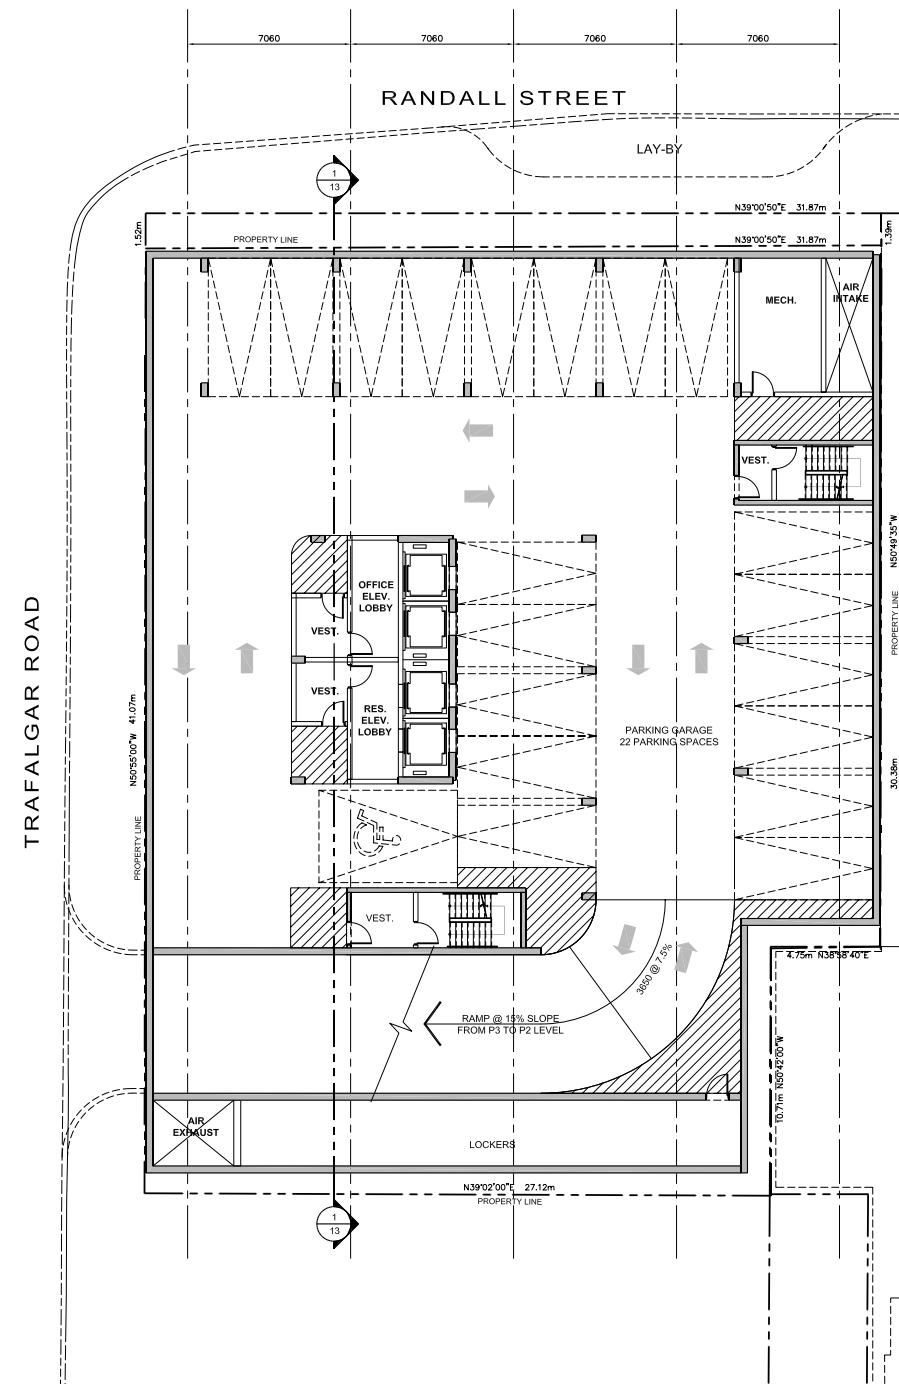 7060
7060
7060
7060
RANDALL STREET
LAY-BY
1
13
N39°00'50"E 31.87m
1.52m
PROPERTY LINE
N39°00'50"E 31.87m
1.39m
MECH.
AIR
INTAKE
VEST.
N50°49'35"W
PROPERTY LINE
30.38m
OFFICE
ELEV.
LOBBY
VEST.
VEST.
RES.
ELEV.
LOBBY
PARKING GARAGE
22 PARKING SPACES
TRAFALGAR ROAD
N50°55'00"W 41.07m
PROPERTY LINE
VEST.
3650 @ 7.5%
4.75m N38°58'40"E
RAMP @ 15% SLOPE
FROM P3 TO P2 LEVEL
10.71m N50°42'00"W
AIR
EXHAUST
LOCKERS
N39°02'00"E 27.12m
PROPERTY LINE
1
13